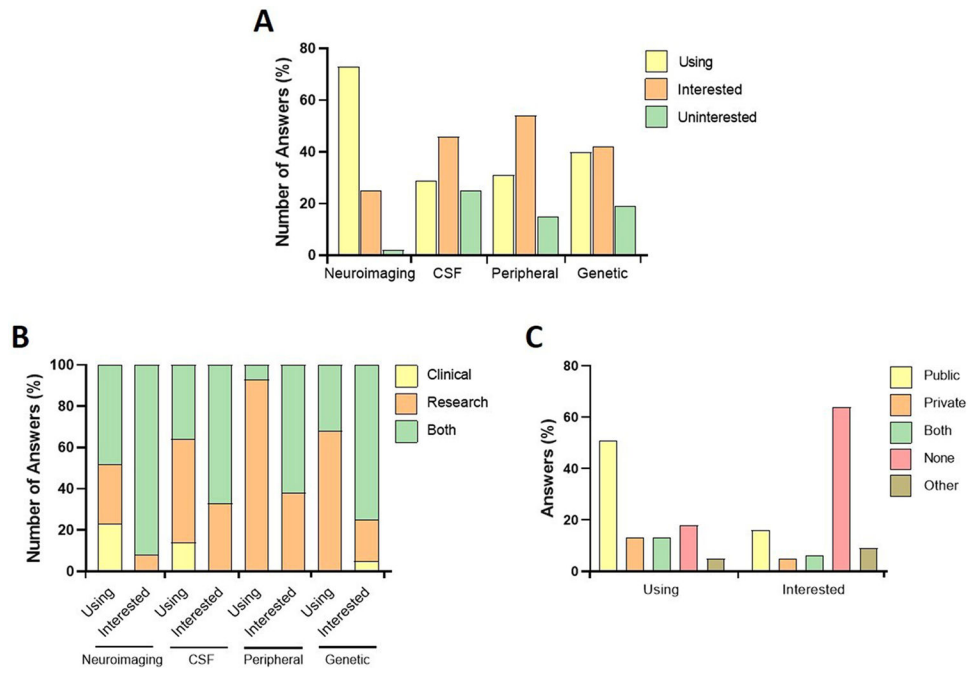 A
Number of Answers (%)
80
60
40
20
0
Neuroimaging CSF Peripheral Genetic
Using
Interested
Uninterested
B
Number of Answers (%)
100
80
60
40
20
0
Using Interested Using Interested Using Interested Using Interested
Neuroimaging CSF Peripheral Genetic
Clinical
Research
Both
C
Answers (%)
80
60
40
20
0
Using Interested
Public
Private
Both
None
Other